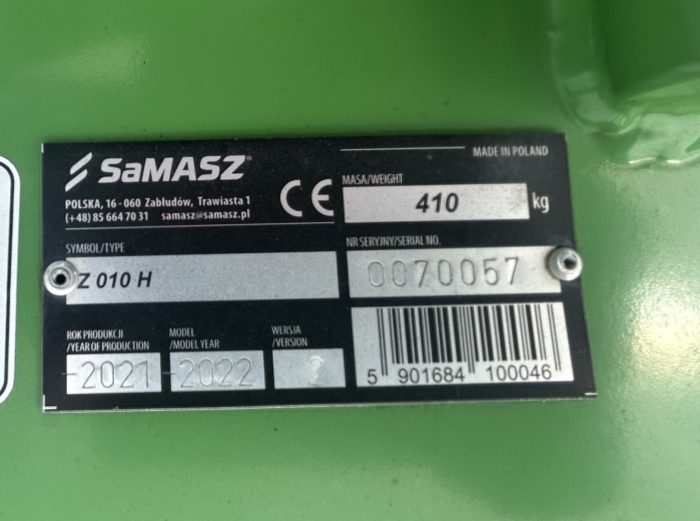 SaMASZ
MADE IN POLAND
POLSKA, 16 - 060 Zabłudów, Trawiasta 1
(+48) 85 664 70 31 samasz@samasz.pl
CE
MASA/WEIGHT
410 kg
SYMBOL/TYPE
Z 010 H
NR SERYJNY/SERIAL NO.
0070057
ROK PRODUKCJI
/YEAR OF PRODUCTION
2021
MODEL
/MODEL YEAR
2022
WERSJA
/VERSION
2
5 901684 100046